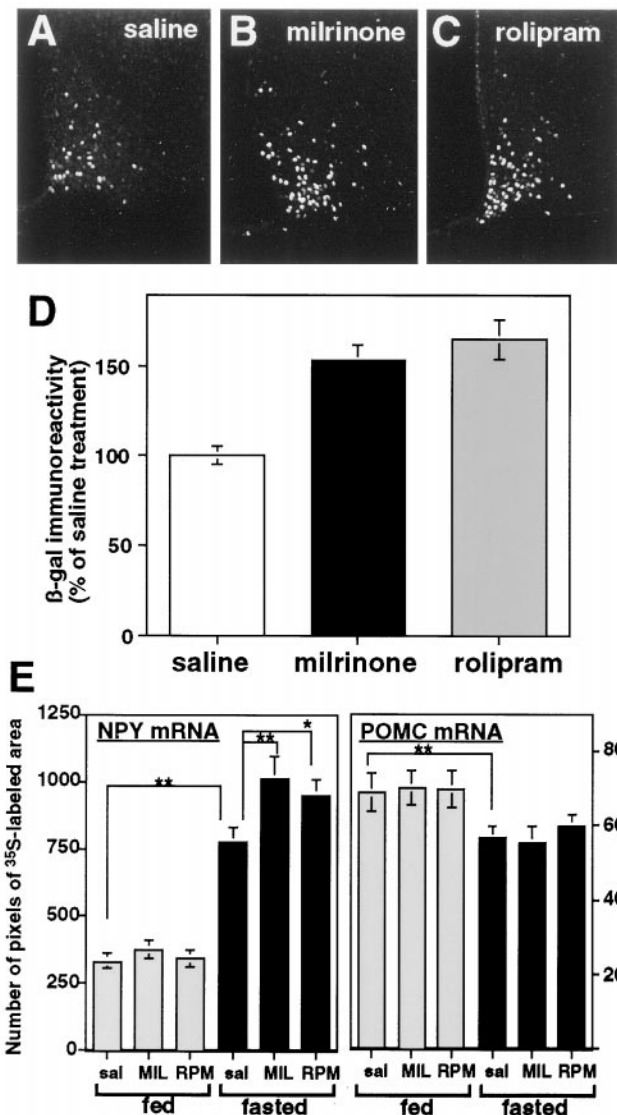 A saline
B milrinone
C rolipram
D
ß-gal immunoreactivity
(% of saline treatment)
150
100
50
0
saline milrinone rolipram
E
Number of pixels of ³⁵S-labeled area
1250
1000
750
500
250
0
NPY mRNA
**
**
*
sal MIL RPM sal MIL RPM
fed fasted
POMC mRNA
**
sal MIL RPM sal MIL RPM
fed fasted